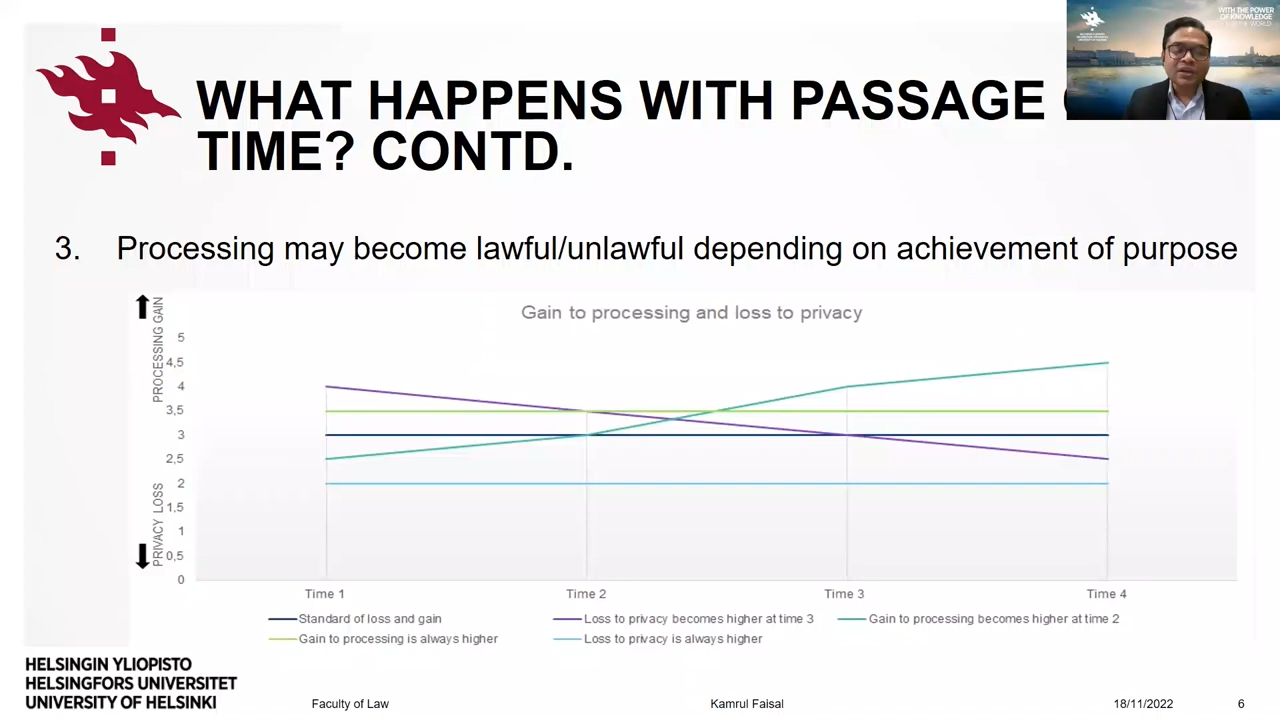 WITH THE POWER
OF KNOWLEDGE
WHAT HAPPENS WITH PASSAGE
TIME? CONTD.
3. Processing may become lawful/unlawful depending on achievement of purpose
Gain to processing and loss to privacy
PROCESSING GAIN
PRIVACY LOSS
5
4,5
4
3,5
3
2,5
2
1,5
1
0,5
0
Time 1 Time 2 Time 3 Time 4
Standard of loss and gain Loss to privacy becomes higher at time 3 Gain to processing becomes higher at time 2
Gain to processing is always higher Loss to privacy is always higher
HELSINGIN YLIOPISTO
HELSINGFORS UNIVERSITET
UNIVERSITY OF HELSINKI
Faculty of Law Kamrul Faisal 18/11/2022 6